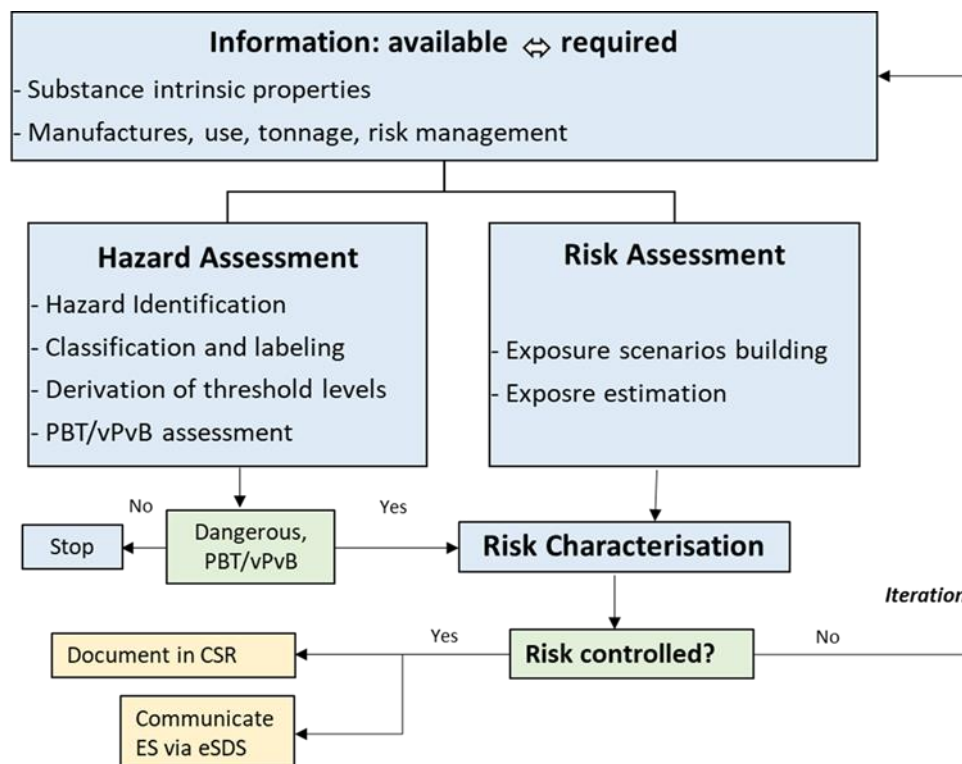 Information: available ⇔ required
- Substance intrinsic properties
- Manufactures, use, tonnage, risk management
Hazard Assessment
- Hazard Identification
- Classification and labeling
- Derivation of threshold levels
- PBT/vPvB assessment
Risk Assessment
- Exposure scenarios building
- Exposre estimation
No
Yes
Stop
Dangerous,
PBT/vPvB
Risk Characterisation
Iteration
Yes
No
Document in CSR
Risk controlled?
Communicate
ES via eSDS